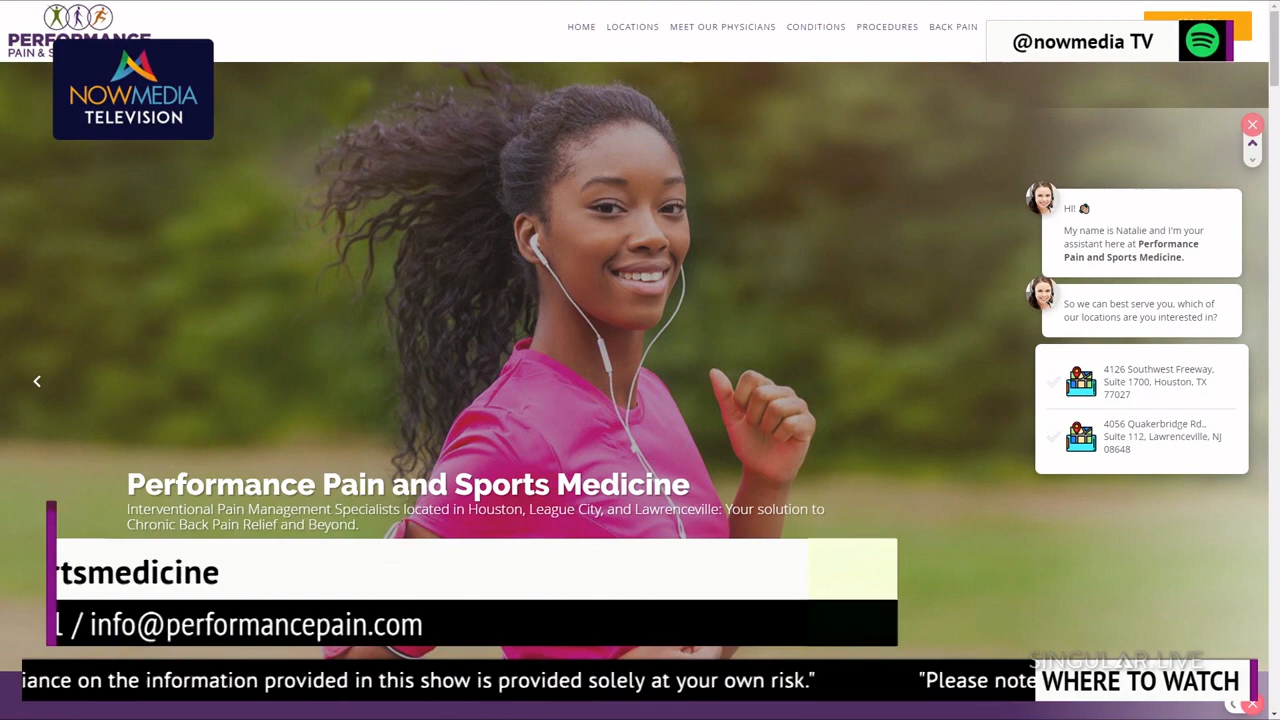 HOME LOCATIONS MEET OUR PHYSICIANS CONDITIONS PROCEDURES BACK PAIN
PERFORMANCE
PAIN & S
@nowmedia TV
NOWMEDIA
TELEVISION
HI!
My name is Natalie and I'm your
assistant here at Performance
Pain and Sports Medicine.
So we can best serve you, which of
our locations are you interested in?
4126 Southwest Freeway,
Suite 1700, Houston, TX
77027
4056 Quakerbridge Rd.,
Suite 112, Lawrenceville, NJ
08648
Performance Pain and Sports Medicine
Interventional Pain Management Specialists located in Houston, League City, and Lawrenceville: Your solution to
Chronic Back Pain Relief and Beyond.
rtsmedicine
l / info@performancepain.com
SINGULAR.LIVE
iance on the information provided in this show is provided solely at your own risk." "Please note
WHERE TO WATCH